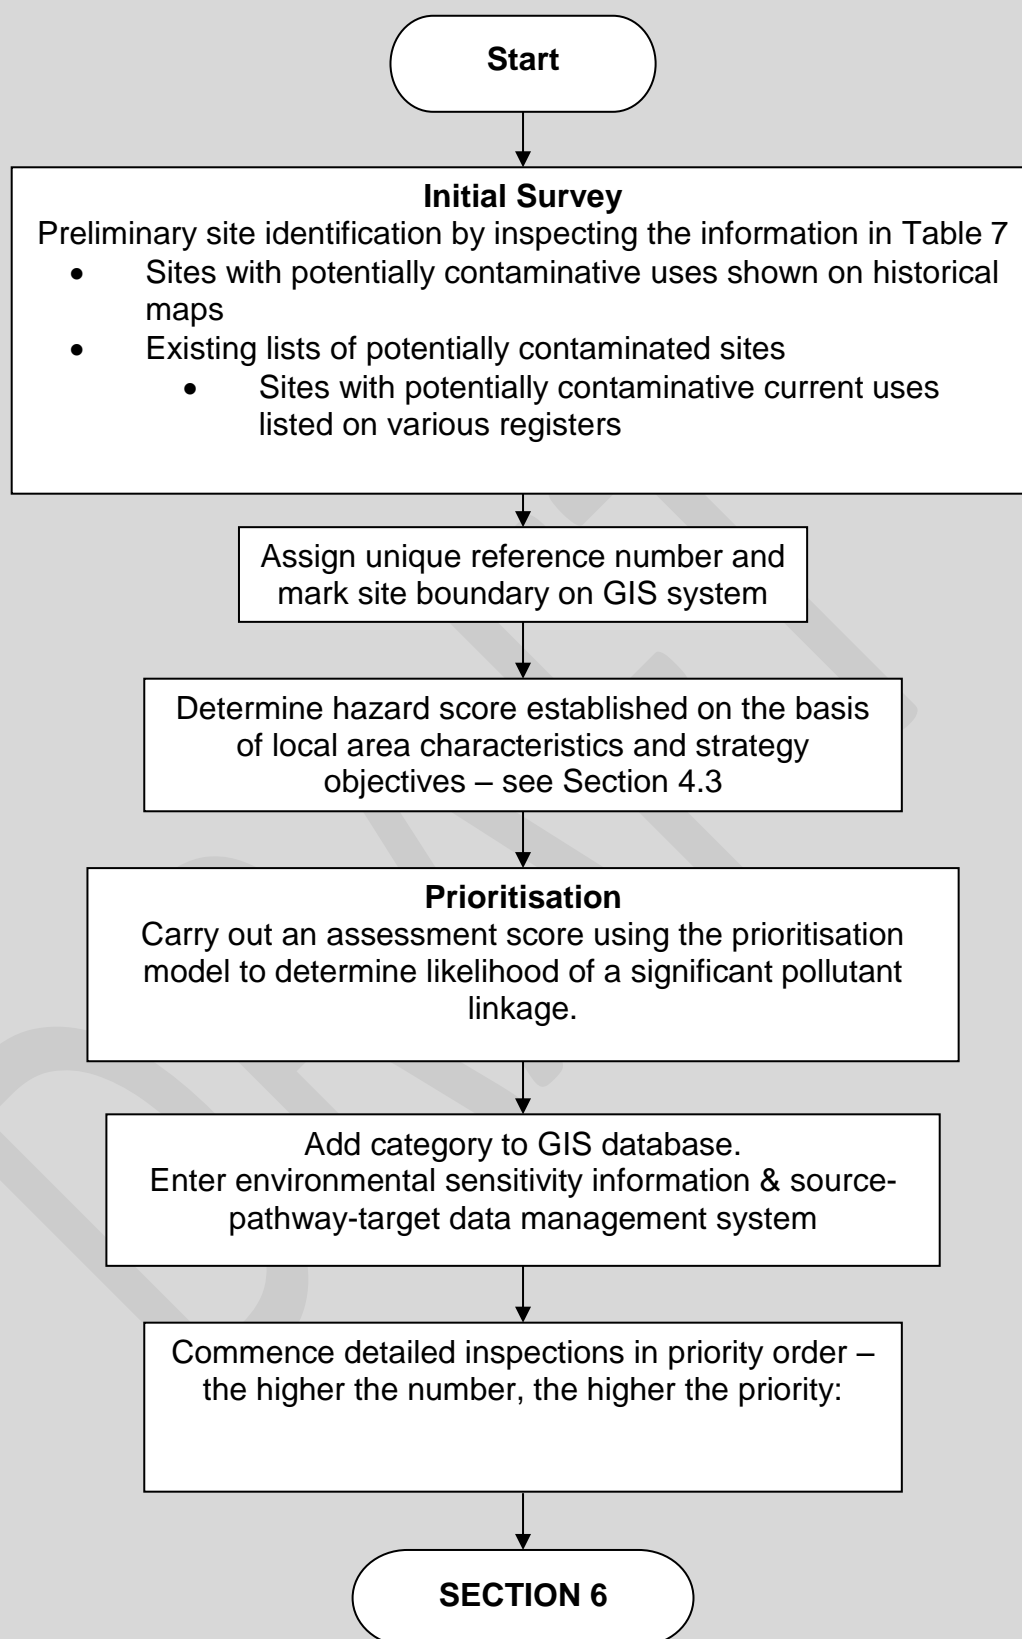 Start
Initial Survey
Preliminary site identification by inspecting the information in Table 7
• Sites with potentially contaminative uses shown on historical
maps
• Existing lists of potentially contaminated sites
• Sites with potentially contaminative current uses
listed on various registers
Assign unique reference number and
mark site boundary on GIS system
Determine hazard score established on the basis
of local area characteristics and strategy
objectives – see Section 4.3
Prioritisation
Carry out an assessment score using the prioritisation
model to determine likelihood of a significant pollutant
linkage.
Add category to GIS database.
Enter environmental sensitivity information & source-
pathway-target data management system
Commence detailed inspections in priority order –
the higher the number, the higher the priority:
SECTION 6
DRAFT